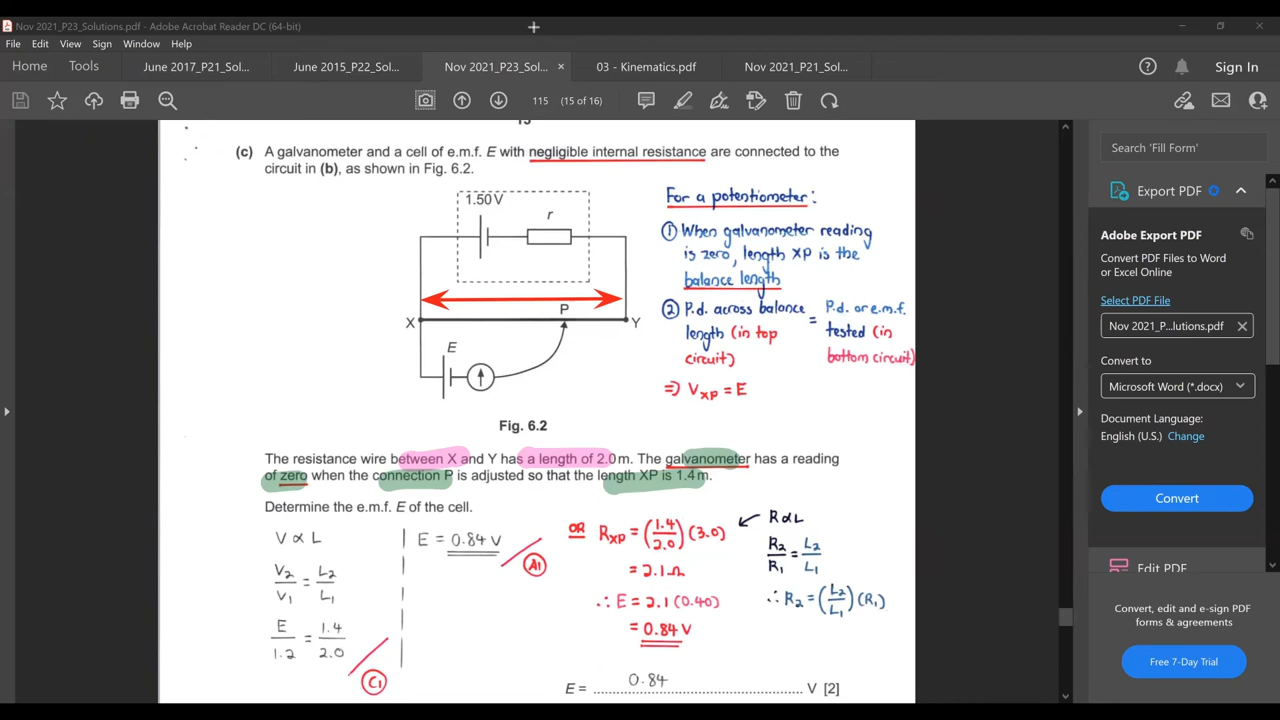 Nov 2021_P23_Solutions.pdf - Adobe Acrobat Reader DC (64-bit)
File Edit View Sign Window Help
Home Tools June 2017_P21_Sol... June 2015_P22_Sol... Nov 2021_P23_Sol... × 03 - Kinematics.pdf Nov 2021_P21_Sol... Sign In
115 (15 of 16)
(c) A galvanometer and a cell of e.m.f. E with negligible internal resistance are connected to the
circuit in (b), as shown in Fig. 6.2.
1.50 V
r
P
X
Y
E
Fig. 6.2
For a potentiometer:
① When galvanometer reading
is zero, length XP is the
balance length
② P.d. across balance
length (in top
circuit)
=
P.d. or e.m.f.
tested (in
bottom circuit)
⇒ V_XP = E
The resistance wire between X and Y has a length of 2.0 m. The galvanometer has a reading
of zero when the connection P is adjusted so that the length XP is 1.4 m.
Determine the e.m.f. E of the cell.
V ∝ L
V₂/V₁ = L₂/L₁
E/1.2 = 1.4/2.0
C1
E = 0.84 V
A1
OR R_XP = (1.4/2.0)(3.0)
= 2.1 Ω
∴ E = 2.1 (0.40)
= 0.84 V
R ∝ L
R₂/R₁ = L₂/L₁
∴ R₂ = (L₂/L₁)(R₁)
E = 0.84 V [2]
Search 'Fill Form'
Export PDF
Adobe Export PDF
Convert PDF Files to Word
or Excel Online
Select PDF File
Nov 2021_P...lutions.pdf
Convert to
Microsoft Word (*.docx)
Document Language:
English (U.S.) Change
Convert
Edit PDF
Convert, edit and e-sign PDF
forms & agreements
Free 7-Day Trial